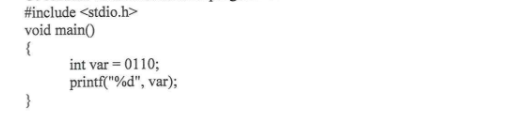 #include <stdio.h>
void main()
{
int var = 0110;
printf("%d", var);
}